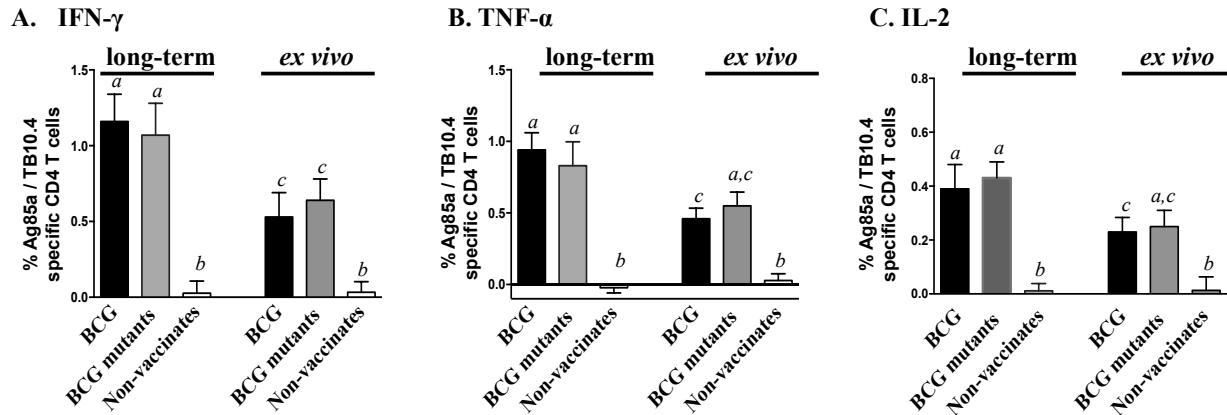 A. IFN-γ
long-term
ex vivo
% Ag85a / TB10.4
specific CD4 T cells
1.5
1.0
0.5
0.0
a
a
b
c
c
b
BCG
BCG mutants
Non-vaccinates
BCG
BCG mutants
Non-vaccinates
B. TNF-α
long-term
ex vivo
% Ag85a / TB10.4
specific CD4 T cells
1.5
1.0
0.5
0.0
a
a
b
c
a,c
b
BCG
BCG mutants
Non-vaccinates
BCG
BCG mutants
Non-vaccinates
C. IL-2
long-term
ex vivo
% Ag85a / TB10.4
specific CD4 T cells
0.8
0.6
0.4
0.2
0.0
a
a
b
c
a,c
b
BCG
BCG mutants
Non-vaccinates
BCG
BCG mutants
Non-vaccinates